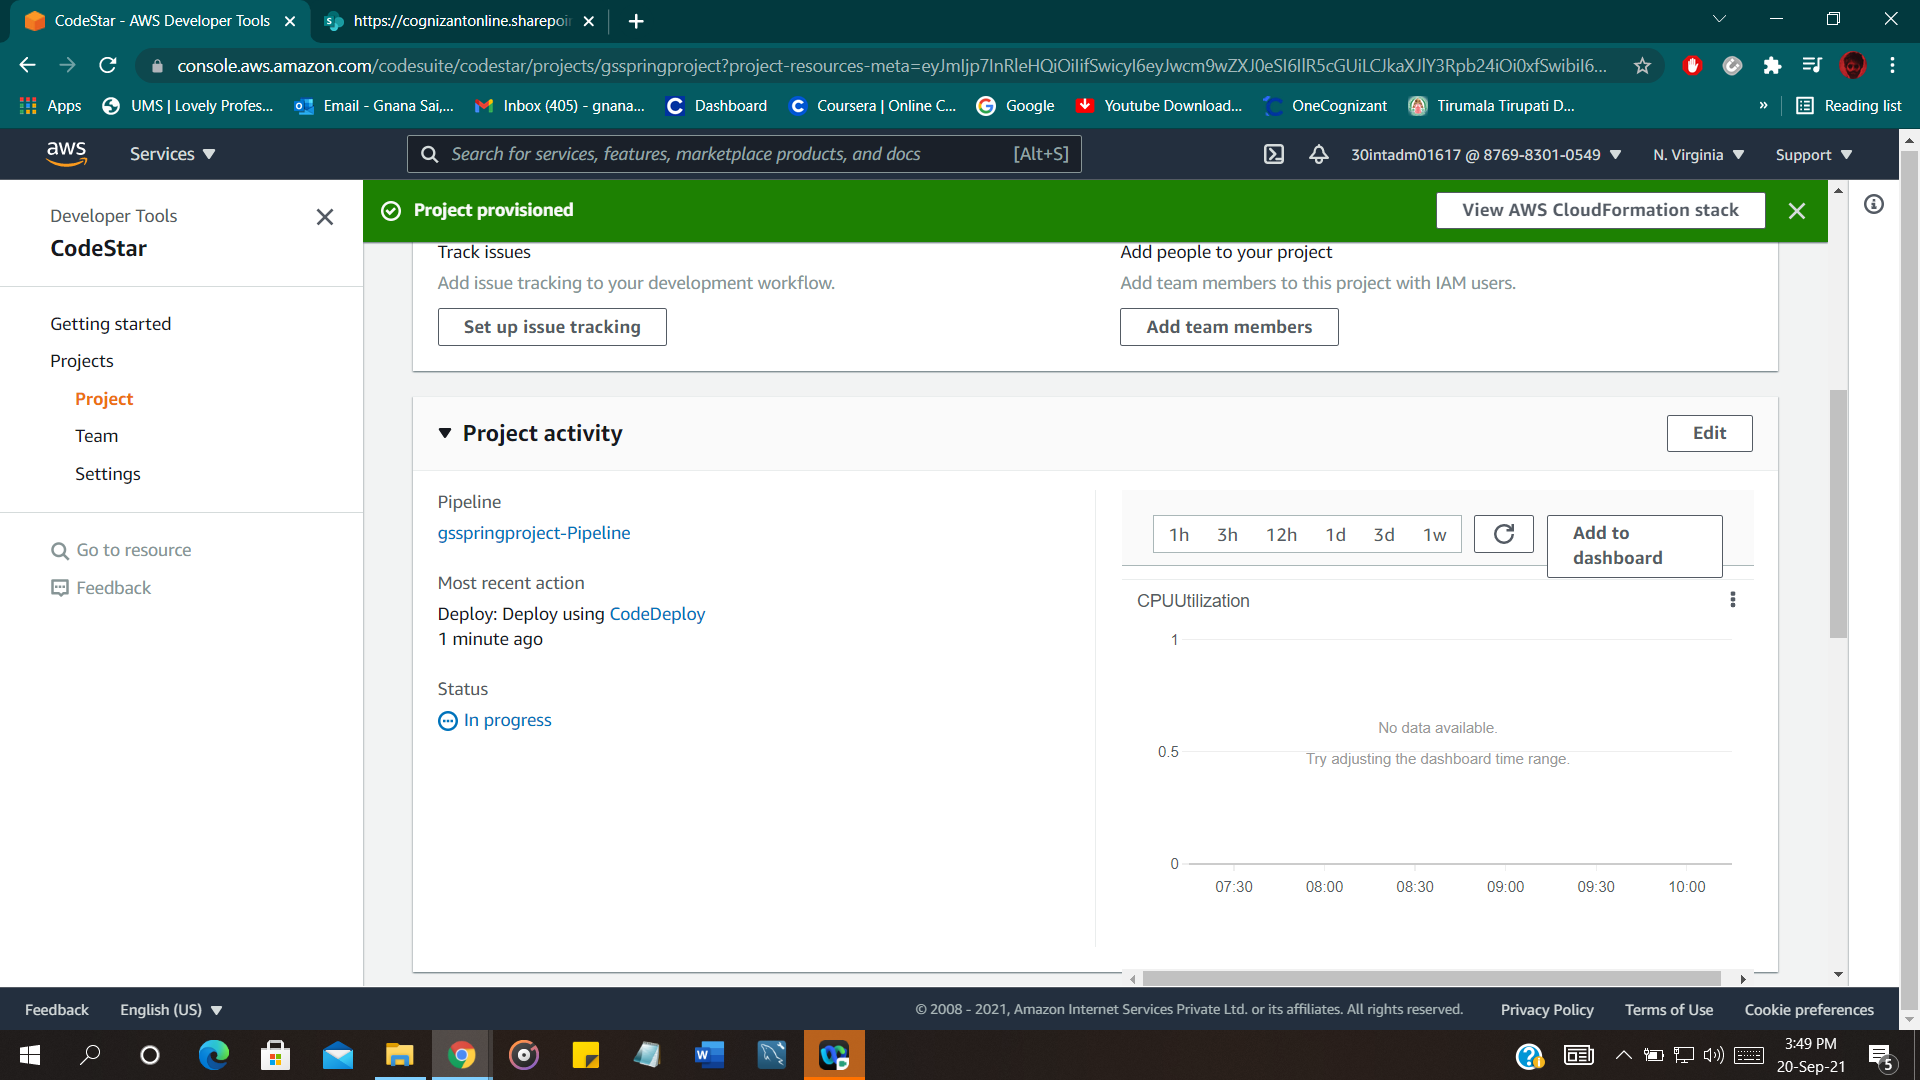 CodeStar - AWS Developer Tools
https://cognizantonline.sharepoin
console.aws.amazon.com/codesuite/codestar/projects/gsspringproject?project-resources-meta=
Apps
UMS | Lovely Profes...
Email - Gnana Sai,...
Inbox (405) - gnana...
Dashboard
Coursera | Online C...
Google
Youtube Download...
OneCognizant
Tirumala Tirupati D...
»
Reading list
aws
Services
Search for services, features, marketplace products, and docs
[Alt+S]
30intadm01617 @ 8769-8301-0549
N. Virginia
Support
Developer Tools
CodeStar
Getting started
Projects
Project
Team
Settings
Go to resource
Feedback
Project provisioned
View AWS CloudFormation stack
Track issues
Add issue tracking to your development workflow.
Set up issue tracking
Add people to your project
Add team members to this project with IAM users.
Add team members
Project activity
Edit
Pipeline
gsspringproject-Pipeline
Most recent action
Deploy: Deploy using CodeDeploy
1 minute ago
Status
In progress
1h 3h 12h 1d 3d 1w
Add to
dashboard
CPUUtilization
1
No data available.
0.5
Try adjusting the dashboard time range.
0
07:30 08:00 08:30 09:00 09:30 10:00
Feedback
English (US)
© 2008 - 2021, Amazon Internet Services Private Ltd. or its affiliates. All rights reserved.
Privacy Policy
Terms of Use
Cookie preferences
3:49 PM
20-Sep-21
5